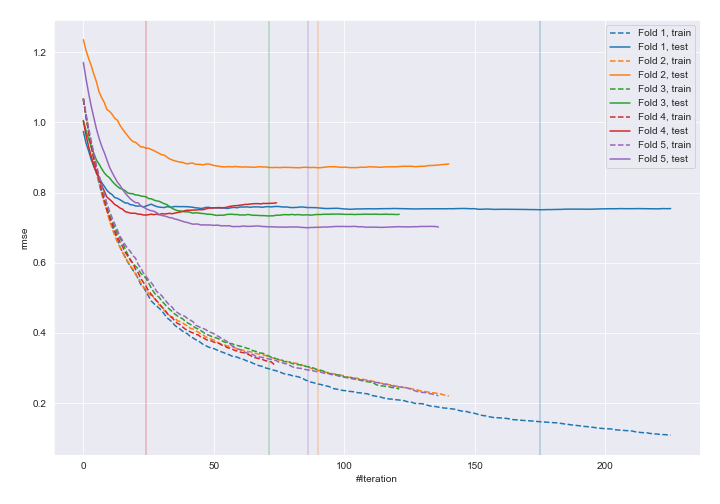 1.2
1.0
0.8
0.6
0.4
0.2
rmse
0
50
100
150
200
#Iteration
Fold 1, train
Fold 1, test
Fold 2, train
Fold 2, test
Fold 3, train
Fold 3, test
Fold 4, train
Fold 4, test
Fold 5, train
Fold 5, test